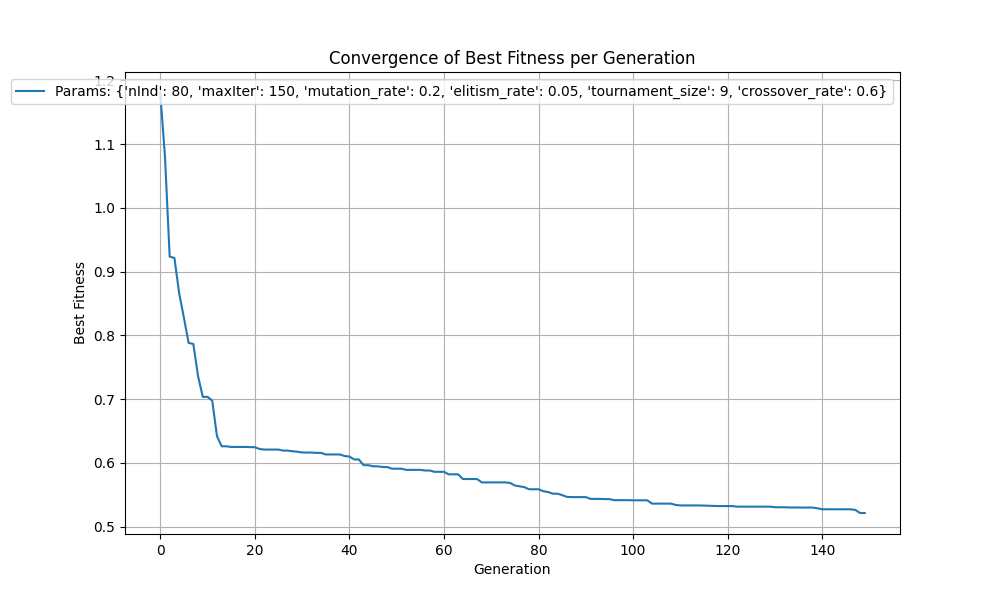 Convergence of Best Fitness per Generation
Params: {'nInd': 80, 'maxIter': 150, 'mutation_rate': 0.2, 'elitism_rate': 0.05, 'tournament_size': 9, 'crossover_rate': 0.6}
1.2
1.1
1.0
0.9
0.8
0.7
0.6
0.5
Best Fitness
0 20 40 60 80 100 120 140
Generation